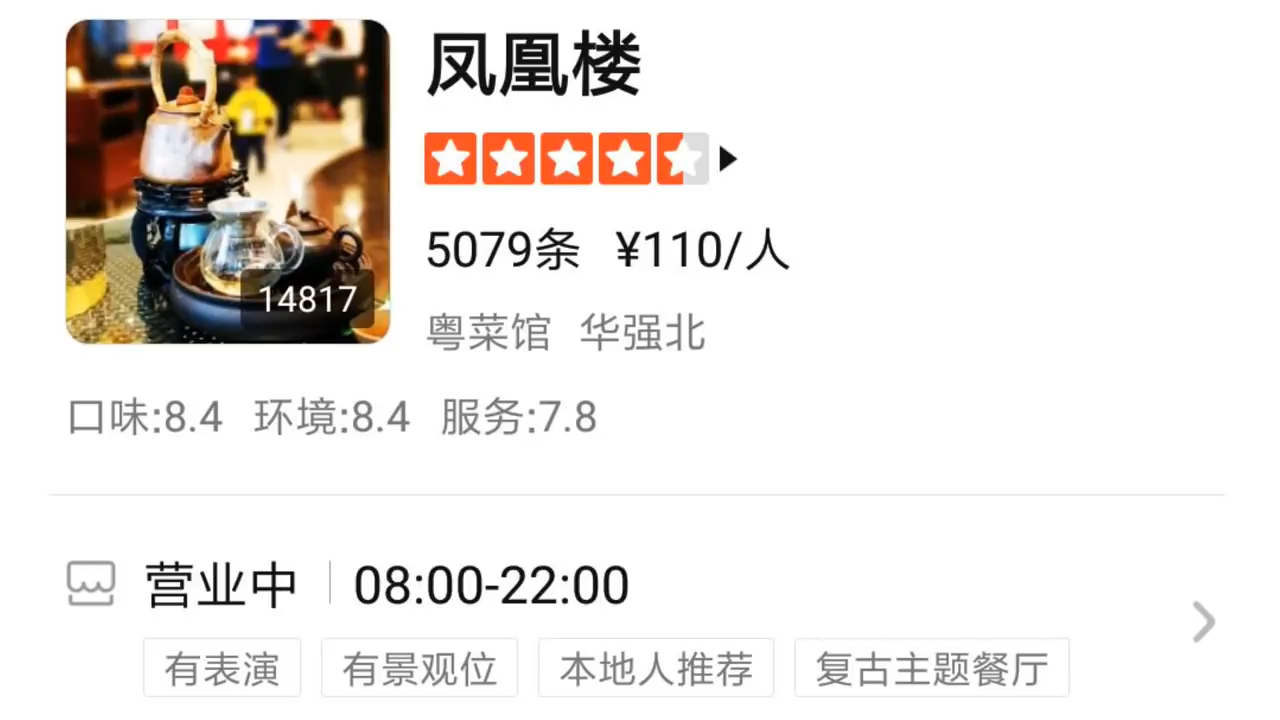 凤凰楼
5079条 ¥110/人
14817
粤菜馆 华强北
口味:8.4 环境:8.4 服务:7.8
营业中 08:00-22:00
有表演 有景观位 本地人推荐 复古主题餐厅